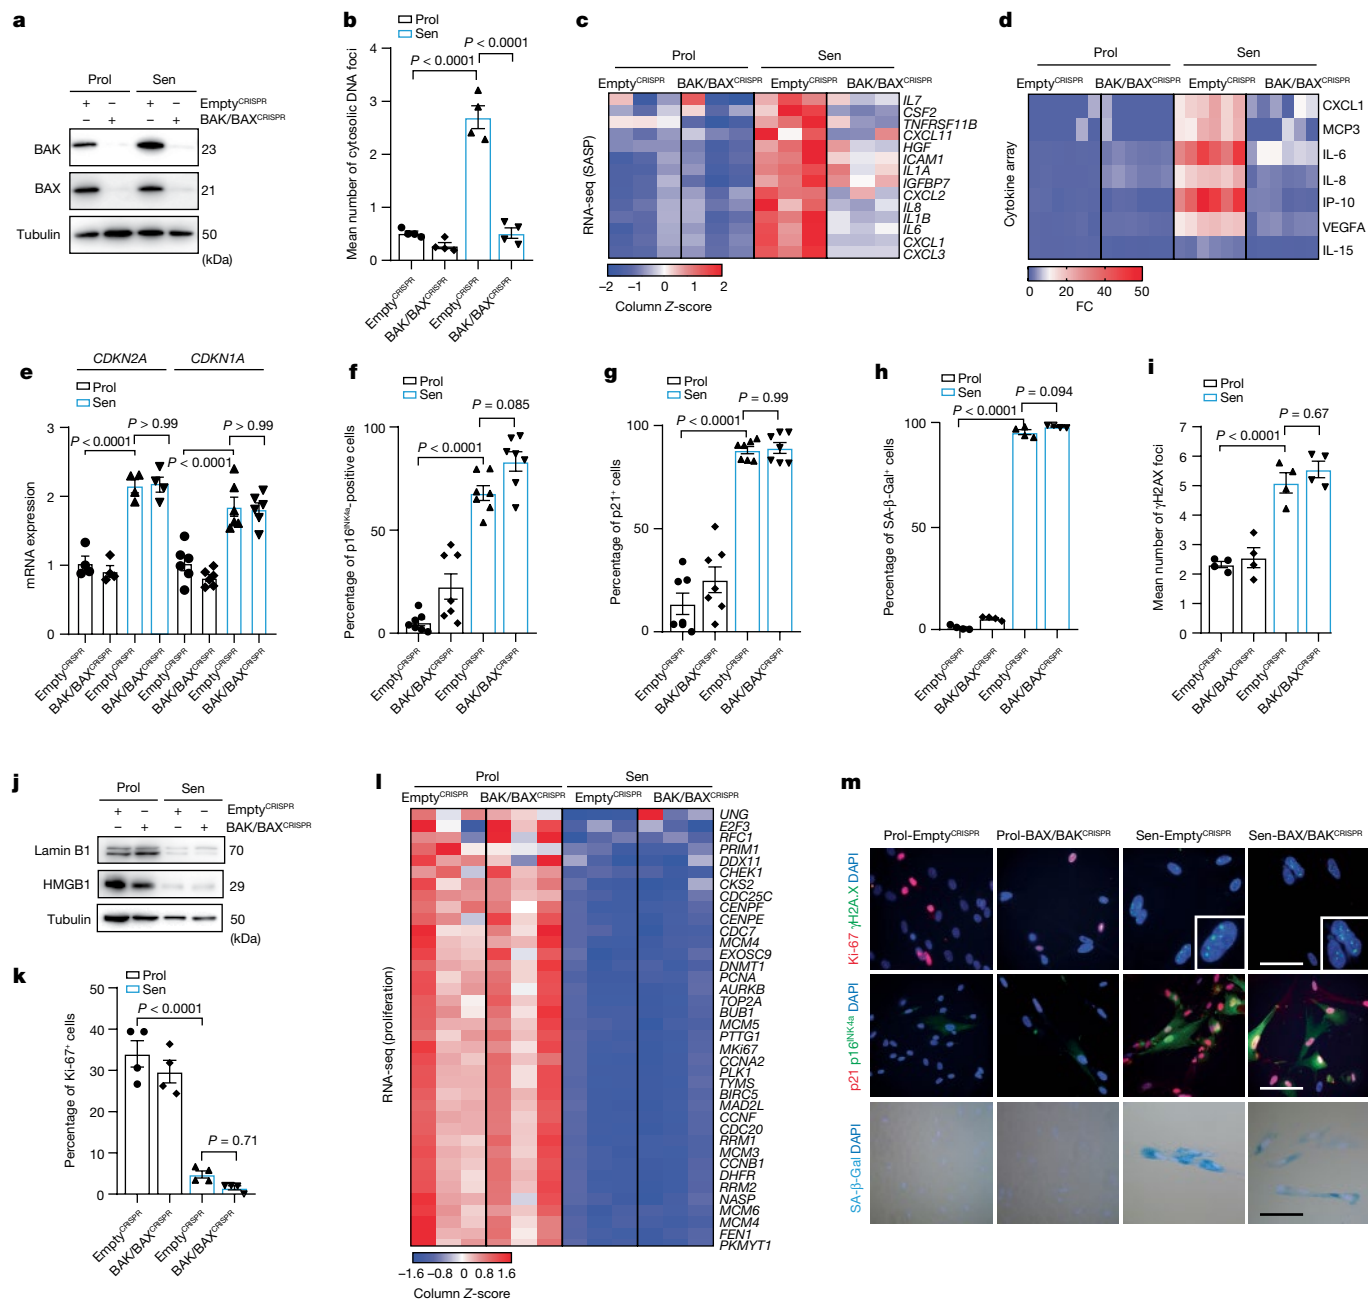 a
Prol
Sen
+ – + – Empty^CRISPR
– + – + BAK/BAX^CRISPR
BAK 23
BAX 21
Tubulin 50
(kDa)
b
Prol
Sen
P < 0.0001
P < 0.0001
Mean number of cytosolic DNA foci
4
3
2
1
0
Empty^CRISPR
BAK/BAX^CRISPR
Empty^CRISPR
BAK/BAX^CRISPR
c
Prol Sen
Empty^CRISPR BAK/BAX^CRISPR Empty^CRISPR BAK/BAX^CRISPR
RNA-seq (SASP)
IL7
CSF2
TNFRSF11B
CXCL11
HGF
ICAM1
IL1A
IGFBP7
CXCL2
IL8
IL1B
IL6
CXCL1
CXCL3
−2 −1 0 1 2
Column Z-score
d
Prol Sen
Empty^CRISPR BAK/BAX^CRISPR Empty^CRISPR BAK/BAX^CRISPR
Cytokine array
CXCL1
MCP3
IL-6
IL-8
IP-10
VEGFA
IL-15
0 20 40 50
FC
e
CDKN2A CDKN1A
Prol
Sen
P > 0.99 P > 0.99
P < 0.0001
P < 0.0001
mRNA expression
3
2
1
0
Empty^CRISPR
BAK/BAX^CRISPR
Empty^CRISPR
BAK/BAX^CRISPR
Empty^CRISPR
BAK/BAX^CRISPR
Empty^CRISPR
BAK/BAX^CRISPR
f
Prol
Sen
P = 0.085
P < 0.0001
Percentage of p16^INK4a-positive cells
100
50
0
Empty^CRISPR
BAK/BAX^CRISPR
Empty^CRISPR
BAK/BAX^CRISPR
g
Prol
Sen
P = 0.99
P < 0.0001
Percentage of p21⁺ cells
100
50
0
Empty^CRISPR
BAK/BAX^CRISPR
Empty^CRISPR
BAK/BAX^CRISPR
h
Prol
Sen
P = 0.094
P < 0.0001
Percentage of SA-β-Gal⁺ cells
100
50
0
Empty^CRISPR
BAK/BAX^CRISPR
Empty^CRISPR
BAK/BAX^CRISPR
i
Prol
Sen
P = 0.67
P < 0.0001
Mean number of γH2AX foci
7
6
5
4
3
2
1
0
Empty^CRISPR
BAK/BAX^CRISPR
Empty^CRISPR
BAK/BAX^CRISPR
j
Prol Sen
+ – + – Empty^CRISPR
– + – + BAK/BAX^CRISPR
Lamin B1 70
HMGB1 29
Tubulin 50
(kDa)
k
Prol
Sen
P < 0.0001
P = 0.71
Percentage of Ki-67⁺ cells
50
40
30
20
10
0
Empty^CRISPR
BAK/BAX^CRISPR
Empty^CRISPR
BAK/BAX^CRISPR
l
Prol Sen
Empty^CRISPR BAK/BAX^CRISPR Empty^CRISPR BAK/BAX^CRISPR
RNA-seq (proliferation)
UNG
E2F3
RFC1
PRIM1
DDX11
CHEK1
CKS2
CDC25C
CENPF
CENPE
CDC7
MCM4
EXOSC9
DNMT1
PCNA
AURKB
TOP2A
BUB1
MCM5
PTTG1
MKi67
CCNA2
PLK1
TYMS
BIRC5
MAD2L
CCNF
CDC20
RRM1
MCM3
CCNB1
DHFR
RRM2
NASP
MCM6
MCM4
FEN1
PKMYT1
−1.6 −0.8 0 0.8 1.6
Column Z-score
m
Prol-Empty^CRISPR Prol-BAX/BAK^CRISPR Sen-Empty^CRISPR Sen-BAX/BAK^CRISPR
Ki-67 γH2A.X DAPI
p21 p16^INK4a DAPI
SA-β-Gal DAPI